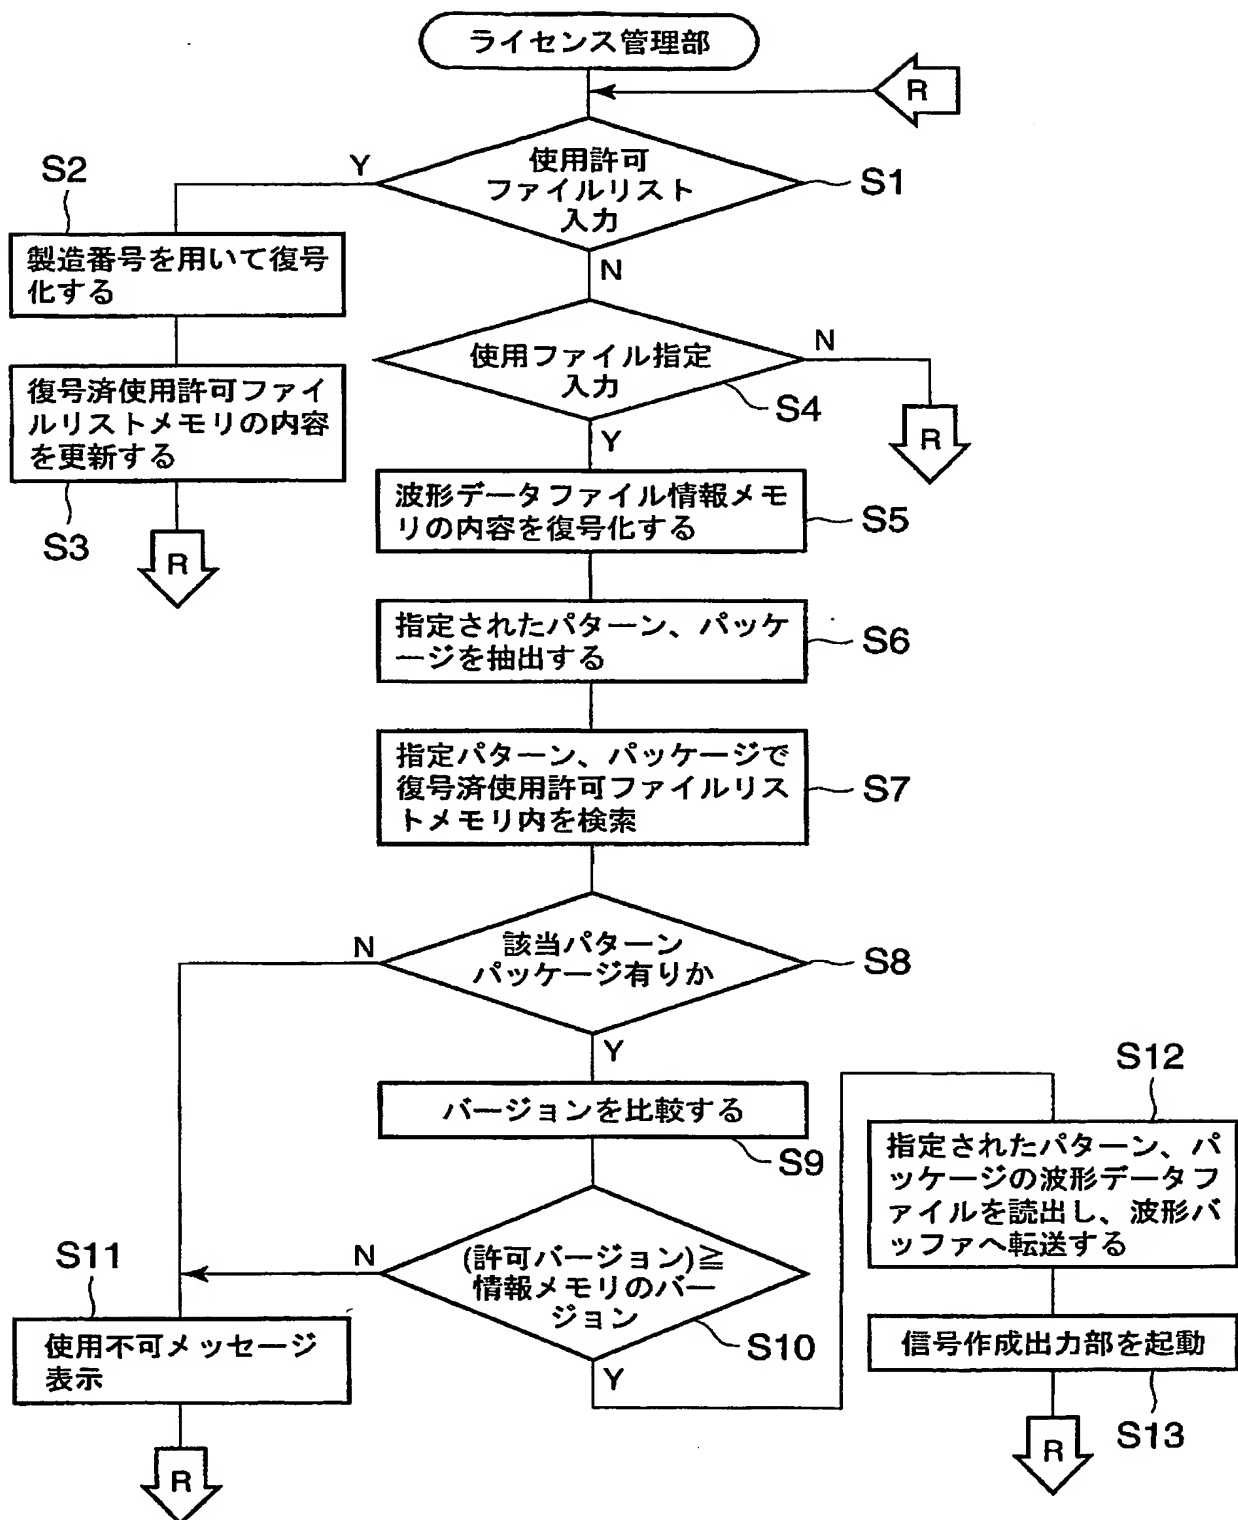 ライセンス管理部
R
使用許可
ファイルリスト
入力
S1
Y
N
S2
製造番号を用いて復号
化する
復号済使用許可ファイ
ルリストメモリの内容
を更新する
S3
R
使用ファイル指定
入力
S4
N
R
Y
波形データファイル情報メモ
リの内容を復号化する
S5
指定されたパターン、パッケ
ージを抽出する
S6
指定パターン、パッケージで
復号済使用許可ファイルリス
トメモリ内を検索
S7
該当パターン
パッケージ有りか
S8
N
Y
バージョンを比較する
S9
(許可バージョン)≧
情報メモリのバー
ジョン
S10
N
Y
S11
使用不可メッセージ
表示
R
S12
指定されたパターン、パ
ッケージの波形データフ
ァイルを読出し、波形バ
ッファへ転送する
信号作成出力部を起動
S13
R